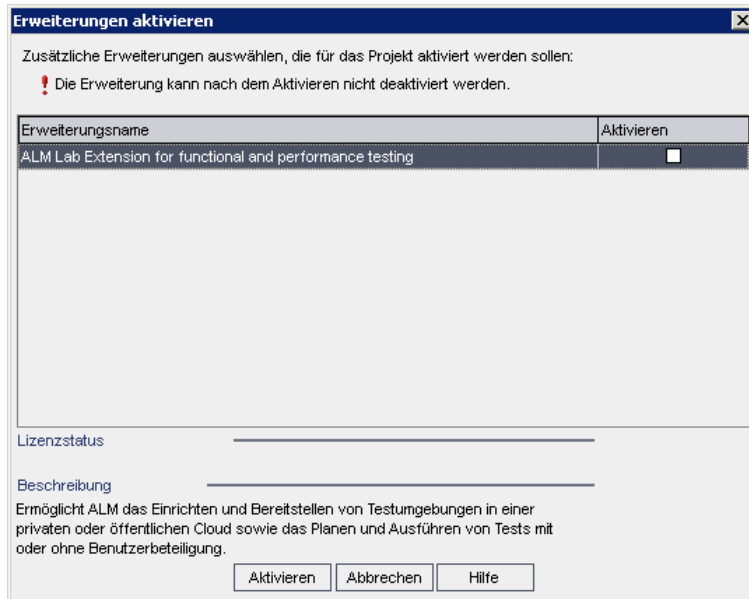 Erweiterungen aktivieren
Zusätzliche Erweiterungen auswählen, die für das Projekt aktiviert werden sollen:
Die Erweiterung kann nach dem Aktivieren nicht deaktiviert werden.
Erweiterungsname Aktivieren
ALM Lab Extension for functional and performance testing
Lizenzstatus
Beschreibung
Ermöglicht ALM das Einrichten und Bereitstellen von Testumgebungen in einer
privaten oder öffentlichen Cloud sowie das Planen und Ausführen von Tests mit
oder ohne Benutzerbeteiligung.
Aktivieren Abbrechen Hilfe